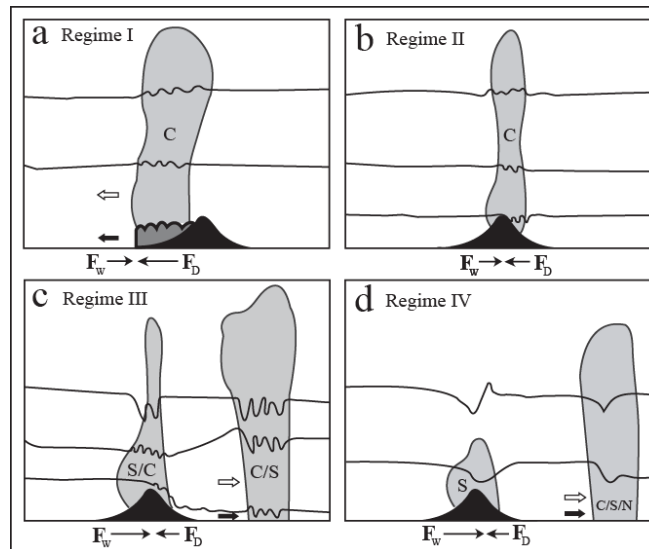 a Regime I
C
F_W F_D
b Regime II
C
F_W F_D
c Regime III
S/C
C/S
F_W F_D
d Regime IV
S
C/S/N
F_W F_D